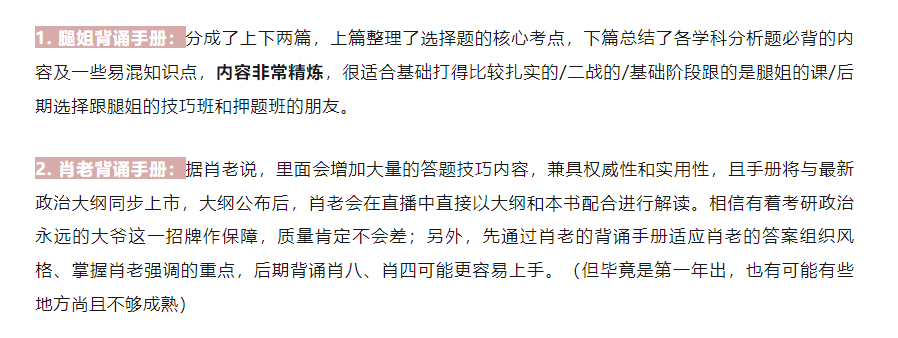 1. 腿姐背诵手册：分成了上下两篇，上篇整理了选择题的核心考点，下篇总结了各学科分析题必背的内
容及一些易混知识点，内容非常精炼，很适合基础打得比较扎实的/二战的/基础阶段跟的是腿姐的课/后
期选择跟腿姐的技巧班和押题班的朋友。
2. 肖老背诵手册：据肖老说，里面会增加大量的答题技巧内容，兼具权威性和实用性，且手册将与最新
政治大纲同步上市，大纲公布后，肖老会在直播中直接以大纲和本书配合进行解读。相信有着考研政治
永远的大爷这一招牌作保障，质量肯定不会差；另外，先通过肖老的背诵手册适应肖老的答案组织风
格、掌握肖老强调的重点，后期背诵肖八、肖四可能更容易上手。（但毕竟是第一年出，也有可能有些
地方尚且不够成熟）